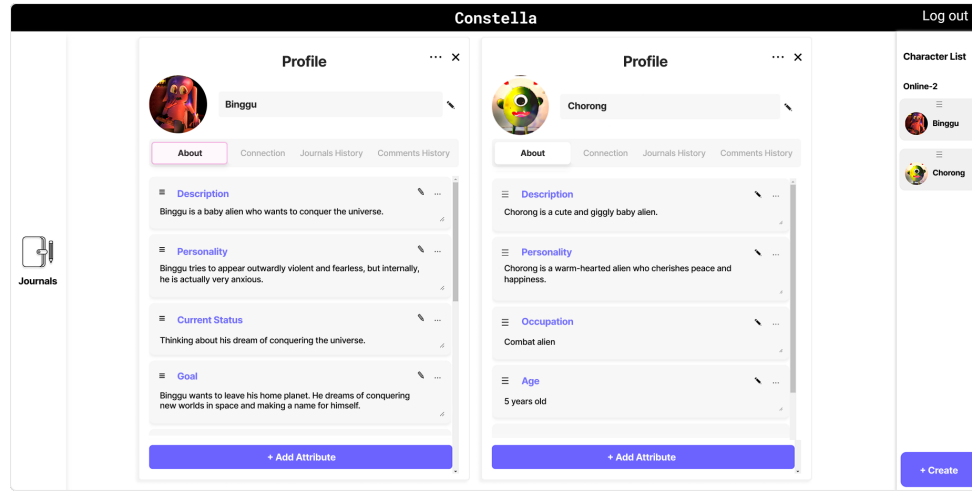 Constella
Log out
Journals
Profile
Binggu
About
Connection
Journals History
Comments History
Description
Binggu is a baby alien who wants to conquer the universe.
Personality
Binggu tries to appear outwardly violent and fearless, but internally,
he is actually very anxious.
Current Status
Thinking about his dream of conquering the universe.
Goal
Binggu wants to leave his home planet. He dreams of conquering
new worlds in space and making a name for himself.
+ Add Attribute
Profile
Chorong
About
Connection
Journals History
Comments History
Description
Chorong is a cute and giggly baby alien.
Personality
Chorong is a warm-hearted alien who cherishes peace and
happiness.
Occupation
Combat alien
Age
5 years old
+ Add Attribute
Character List
Online-2
Binggu
Chorong
+ Create